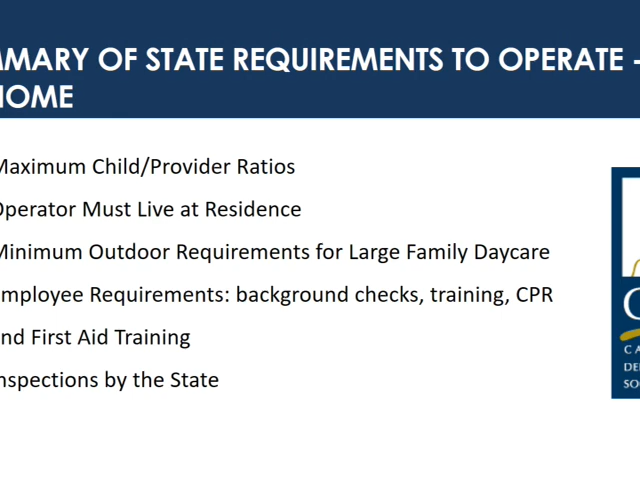 MMARY OF STATE REQUIREMENTS TO OPERATE -
HOME
Maximum Child/Provider Ratios
Operator Must Live at Residence
Minimum Outdoor Requirements for Large Family Daycare
mployee Requirements: background checks, training, CPR
nd First Aid Training
nspections by the State
C A
DE
SO